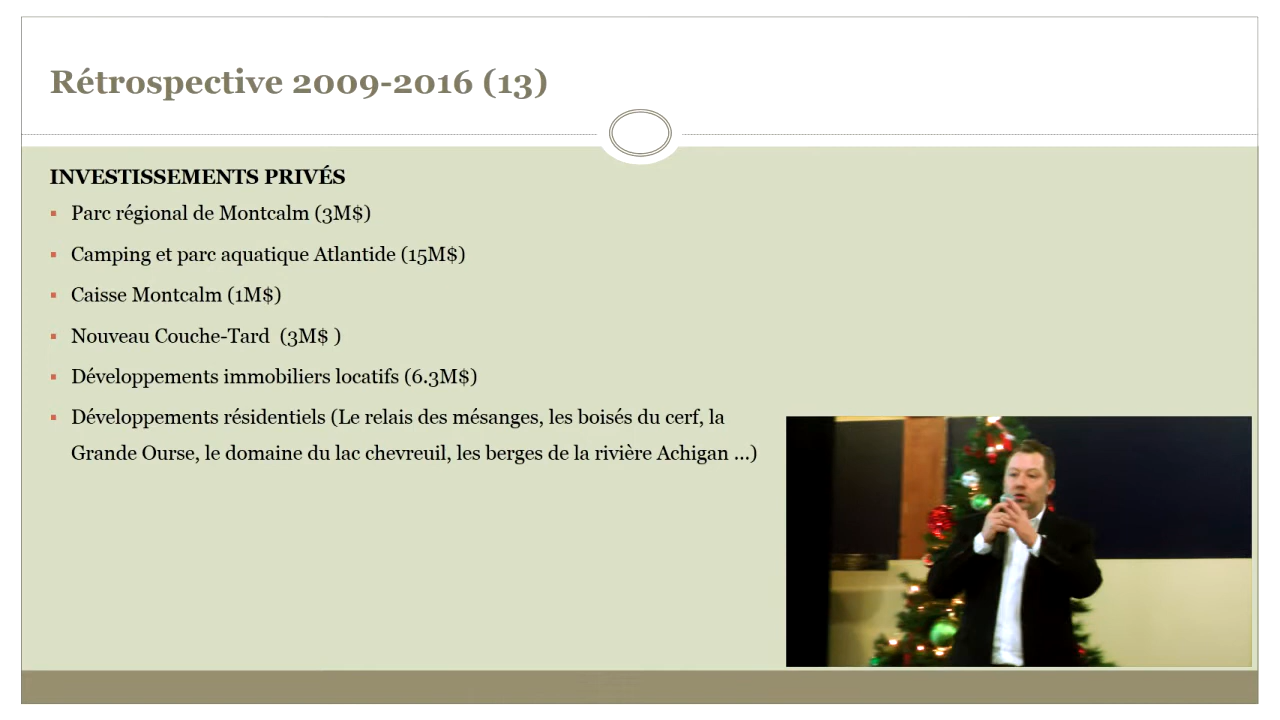 Rétrospective 2009-2016 (13)
INVESTISSEMENTS PRIVÉS
▪ Parc régional de Montcalm (3M$)
▪ Camping et parc aquatique Atlantide (15M$)
▪ Caisse Montcalm (1M$)
▪ Nouveau Couche-Tard  (3M$ )
▪ Développements immobiliers locatifs (6.3M$)
▪ Développements résidentiels (Le relais des mésanges, les boisés du cerf, la
Grande Ourse, le domaine du lac chevreuil, les berges de la rivière Achigan ...)